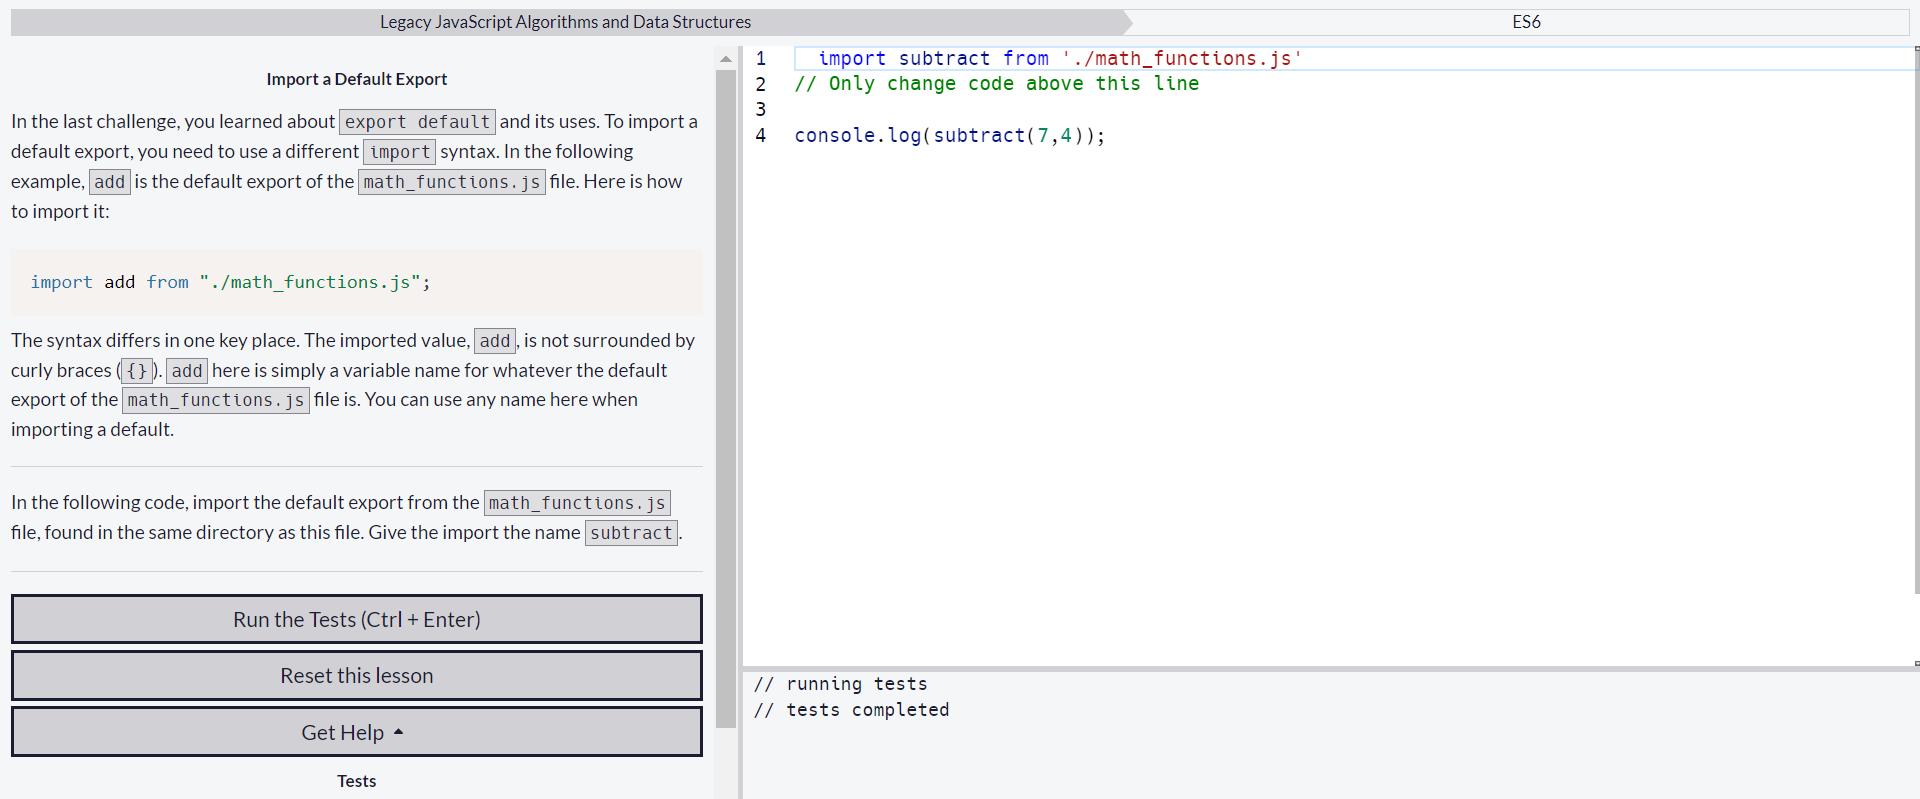 Legacy JavaScript Algorithms and Data Structures
ES6
Import a Default Export
In the last challenge, you learned about export default and its uses. To import a
default export, you need to use a different import syntax. In the following
example, add is the default export of the math_functions.js file. Here is how
to import it:
import add from "./math_functions.js";
The syntax differs in one key place. The imported value, add, is not surrounded by
curly braces ({}). add here is simply a variable name for whatever the default
export of the math_functions.js file is. You can use any name here when
importing a default.
In the following code, import the default export from the math_functions.js
file, found in the same directory as this file. Give the import the name subtract.
Run the Tests (Ctrl + Enter)
Reset this lesson
Get Help
Tests
1 import subtract from './math_functions.js'
2 // Only change code above this line
3
4 console.log(subtract(7,4));
// running tests
// tests completed